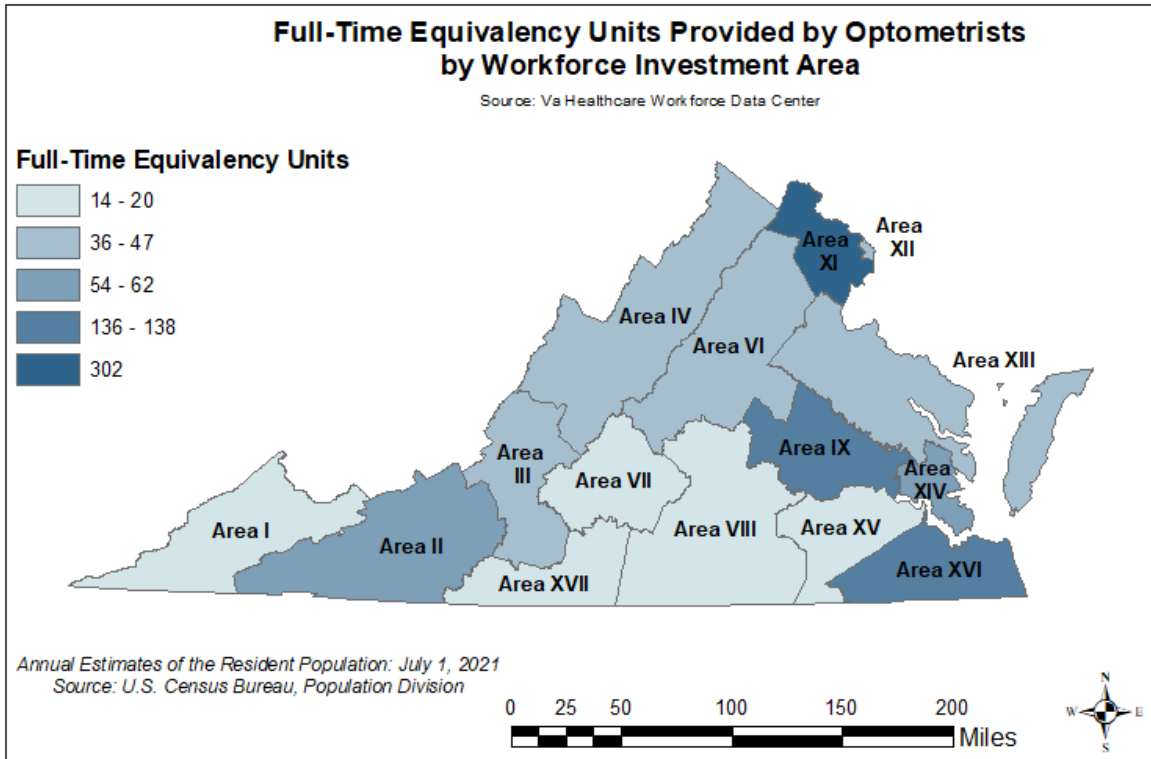 Full-Time Equivalency Units Provided by Optometrists
by Workforce Investment Area
Source: Va Healthcare Workforce Data Center
Full-Time Equivalency Units
14 - 20
36 - 47
54 - 62
136 - 138
302
Area
XI
Area
XII
Area IV
Area VI
Area XIII
Area
III
Area VII
Area IX
Area
XIV
Area I
Area II
Area VIII
Area XV
Area XVII
Area XVI
Annual Estimates of the Resident Population: July 1, 2021
Source: U.S. Census Bureau, Population Division
0 25 50 100 150 200
Miles
N
W E
S